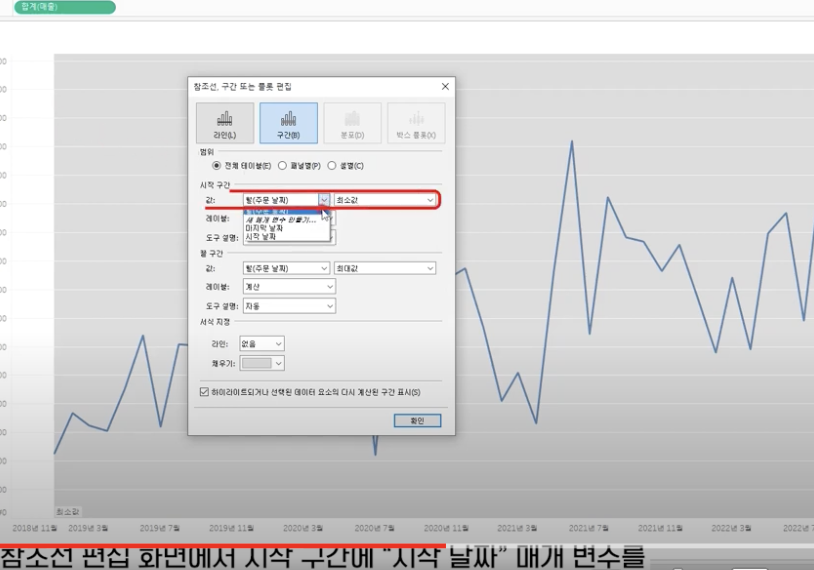 합계(매출)
참조선, 구간 또는 플롯 편집
라인(L) 구간(B) 분포(D) 박스 플롯(X)
범위
전체 테이블(E) 패널별(P) 셀별(C)
시작 구간
값: 월(주문 날짜) 최소값
레이블: 월(주문 날짜)
새 매개 변수 만들기...
마지막 날짜
도구 설명: 시작 날짜
끝 구간
값: 월(주문 날짜) 최대값
레이블: 계산
도구 설명: 자동
서식 지정
라인: 없음
채우기:
하이라이트되거나 선택된 데이터 요소의 다시 계산된 구간 표시(S)
확인
최소값
2018년 11월 2019년 3월 2019년 7월 2019년 11월 2020년 3월 2020년 7월 2020년 11월 2021년 3월 2021년 7월 2021년 11월 2022년 3월 2022년 7
참조선 편집 화면에서 시작 구간에 "시작 날짜" 매개 변수를